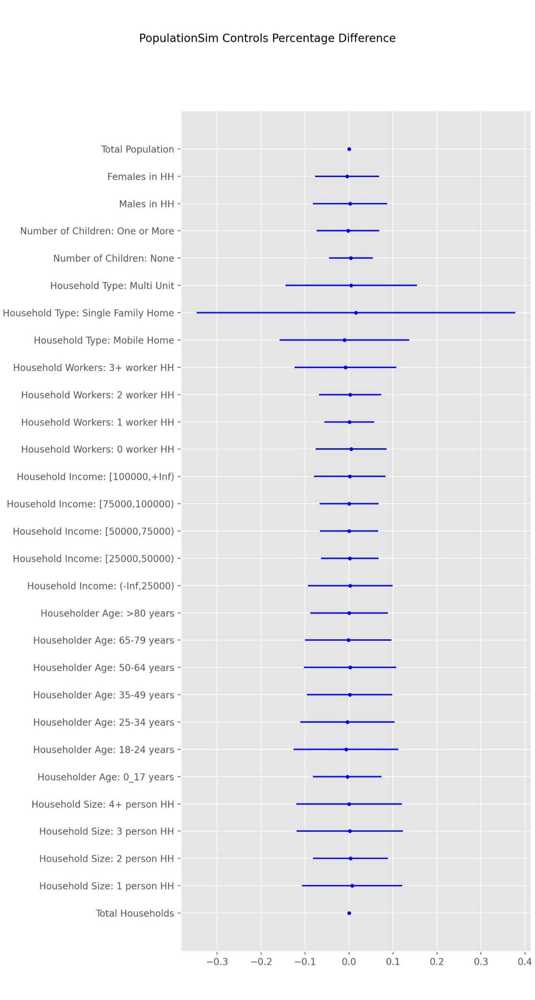 PopulationSim Controls Percentage Difference
Total Population
Females in HH
Males in HH
Number of Children: One or More
Number of Children: None
Household Type: Multi Unit
Household Type: Single Family Home
Household Type: Mobile Home
Household Workers: 3+ worker HH
Household Workers: 2 worker HH
Household Workers: 1 worker HH
Household Workers: 0 worker HH
Household Income: [100000,+Inf)
Household Income: [75000,100000)
Household Income: [50000,75000)
Household Income: [25000,50000)
Household Income: (-Inf,25000)
Householder Age: >80 years
Householder Age: 65-79 years
Householder Age: 50-64 years
Householder Age: 35-49 years
Householder Age: 25-34 years
Householder Age: 18-24 years
Householder Age: 0_17 years
Household Size: 4+ person HH
Household Size: 3 person HH
Household Size: 2 person HH
Household Size: 1 person HH
Total Households
−0.3 −0.2 −0.1 0.0 0.1 0.2 0.3 0.4